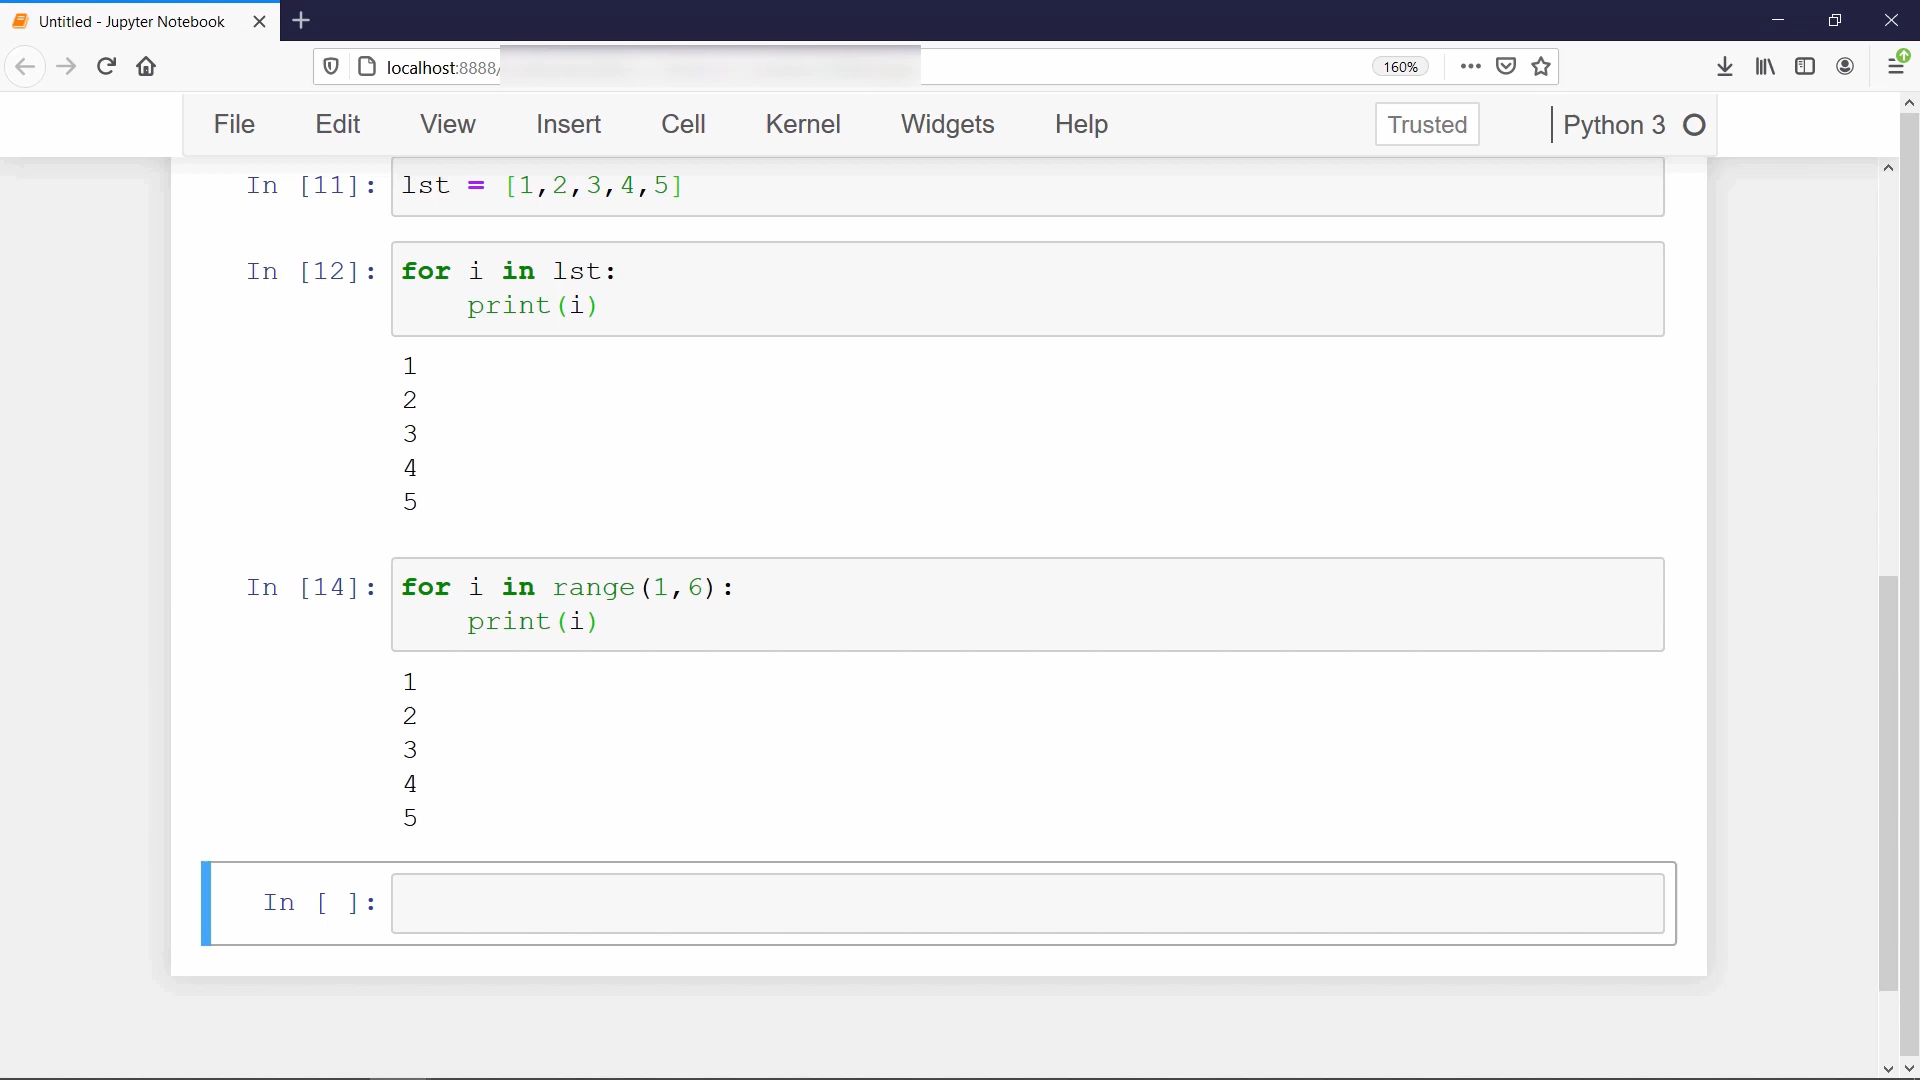 Untitled - Jupyter Notebook
localhost:8888/
160%
File Edit View Insert Cell Kernel Widgets Help Trusted Python 3
In [11]: lst = [1,2,3,4,5]
In [12]: for i in lst:
print(i)
1
2
3
4
5
In [14]: for i in range(1,6):
print(i)
1
2
3
4
5
In [ ]: